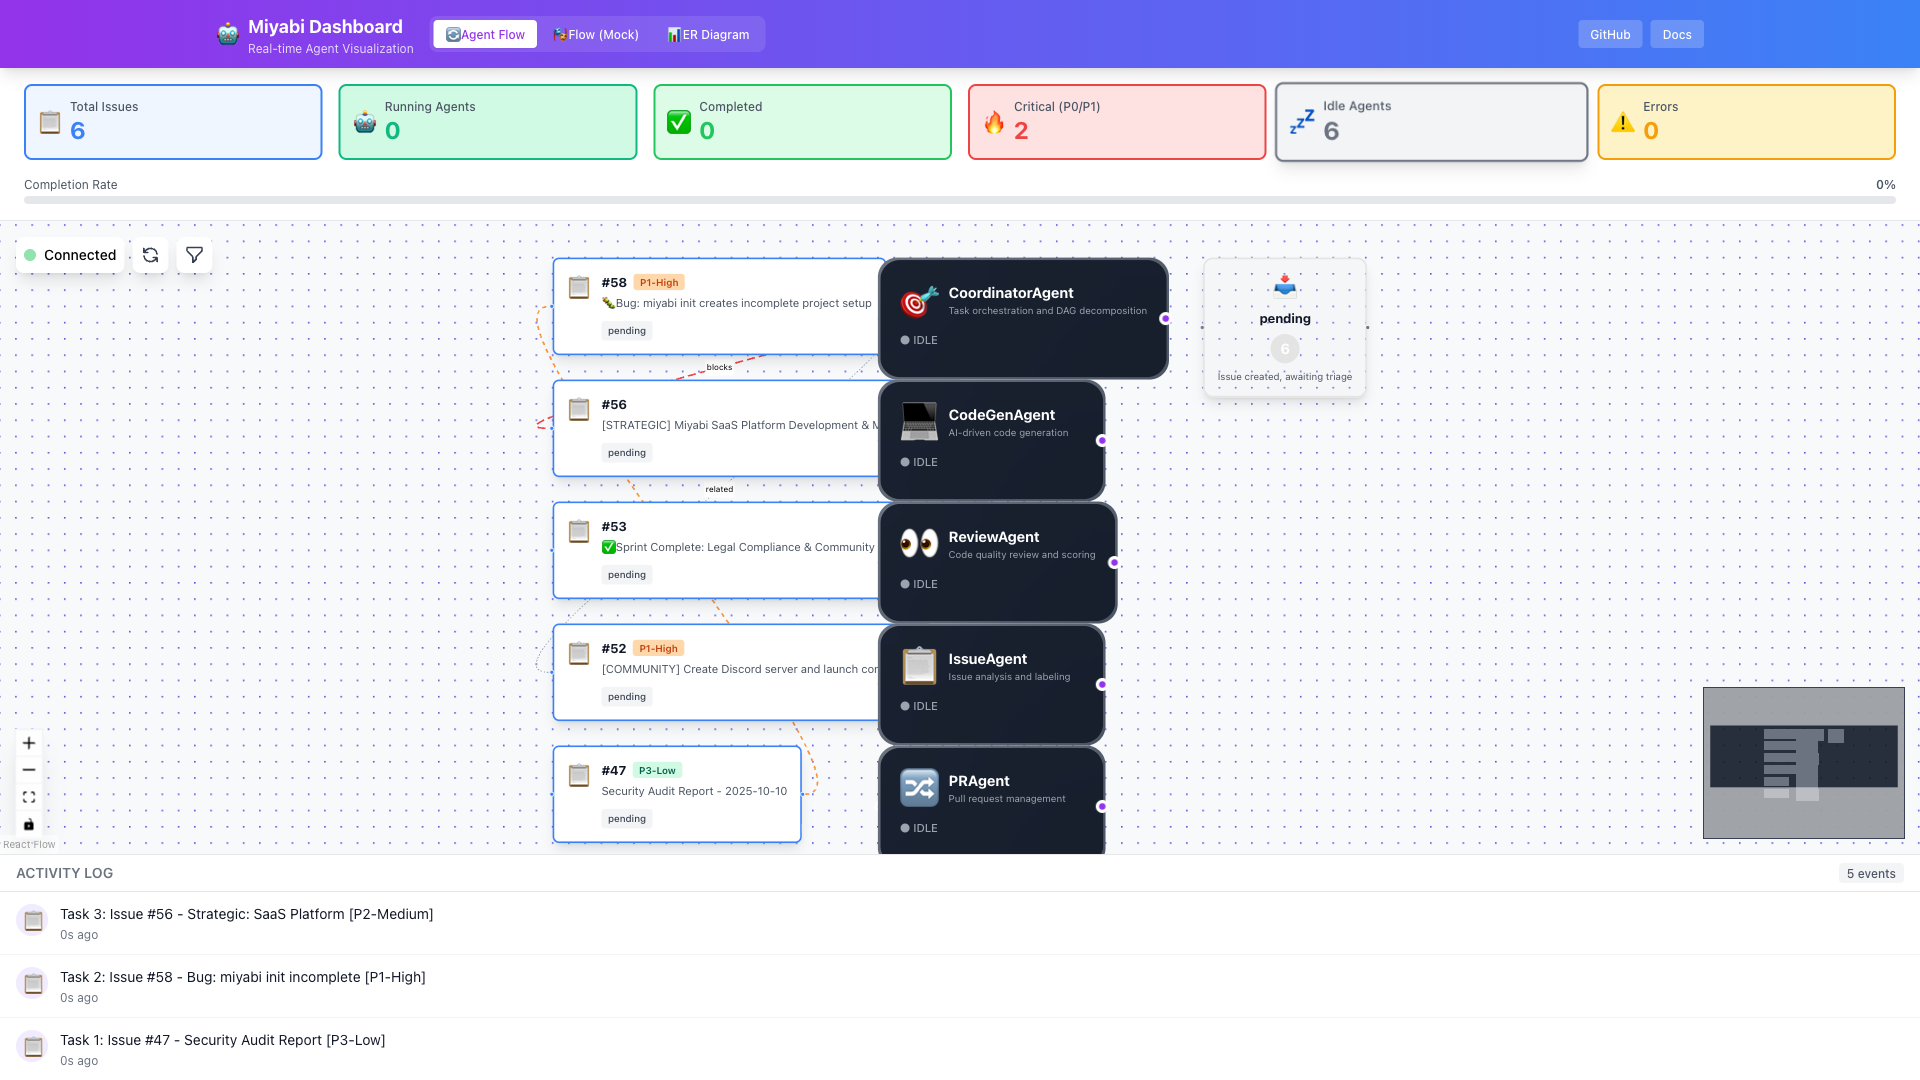 Miyabi Dashboard
Real-time Agent Visualization
Agent Flow
Flow (Mock)
ER Diagram
GitHub
Docs
Total Issues
6
Running Agents
0
Completed
0
Critical (P0/P1)
2
Idle Agents
6
Errors
0
Completion Rate
0%
Connected
#58 P1-High
Bug: miyabi init creates incomplete project setup
pending
CoordinatorAgent
Task orchestration and DAG decomposition
IDLE
pending
6
Issue created, awaiting triage
blocks
#56
[STRATEGIC] Miyabi SaaS Platform Development & M
pending
CodeGenAgent
AI-driven code generation
IDLE
related
#53
Sprint Complete: Legal Compliance & Community
pending
ReviewAgent
Code quality review and scoring
IDLE
#52 P1-High
[COMMUNITY] Create Discord server and launch com
pending
IssueAgent
Issue analysis and labeling
IDLE
#47 P3-Low
Security Audit Report - 2025-10-10
pending
PRAgent
Pull request management
IDLE
React Flow
ACTIVITY LOG
5 events
Task 3: Issue #56 - Strategic: SaaS Platform [P2-Medium]
0s ago
Task 2: Issue #58 - Bug: miyabi init incomplete [P1-High]
0s ago
Task 1: Issue #47 - Security Audit Report [P3-Low]
0s ago